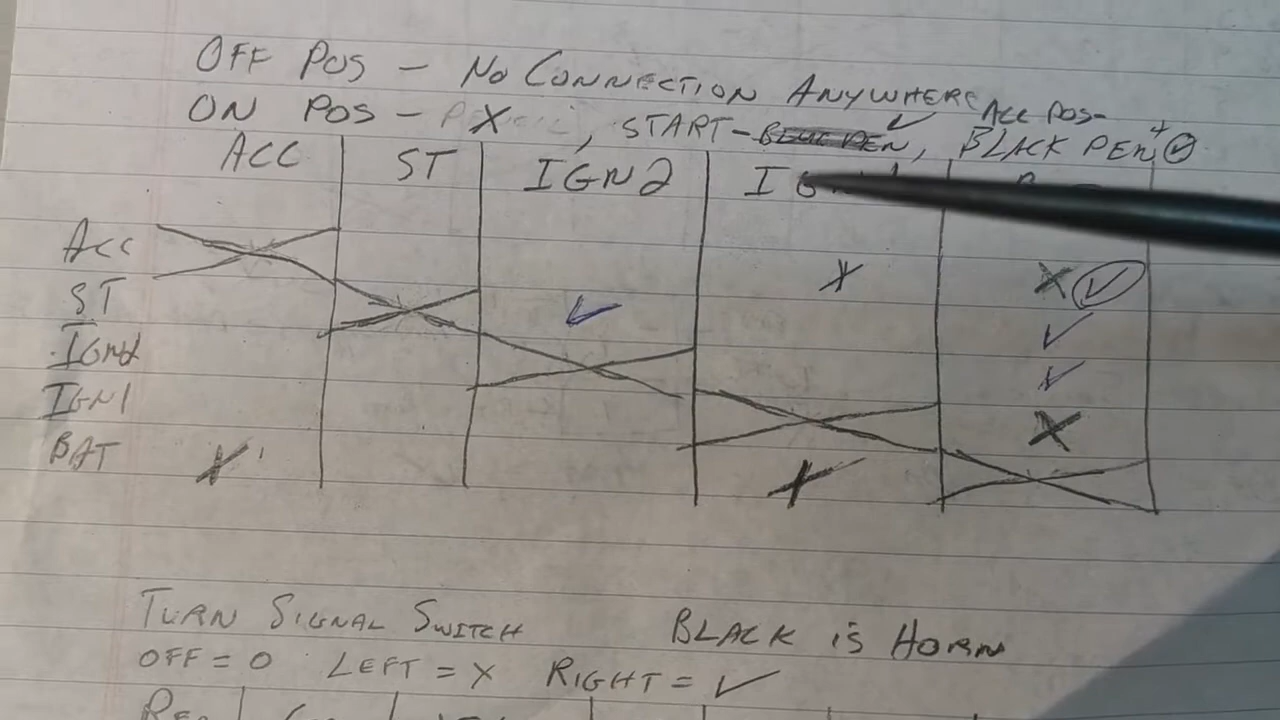 OFF POS - NO CONNECTION ANYWHERE
ACC POS-
ON POS - X, START- ✓, BLACK PEN + ✓
ACC ST IGN2
ACC X X ✓
ST ✓ ✓
IGN2 ✓
IGN1 X
BAT X X
TURN SIGNAL SWITCH BLACK IS HORN
OFF = O LEFT = X RIGHT = ✓